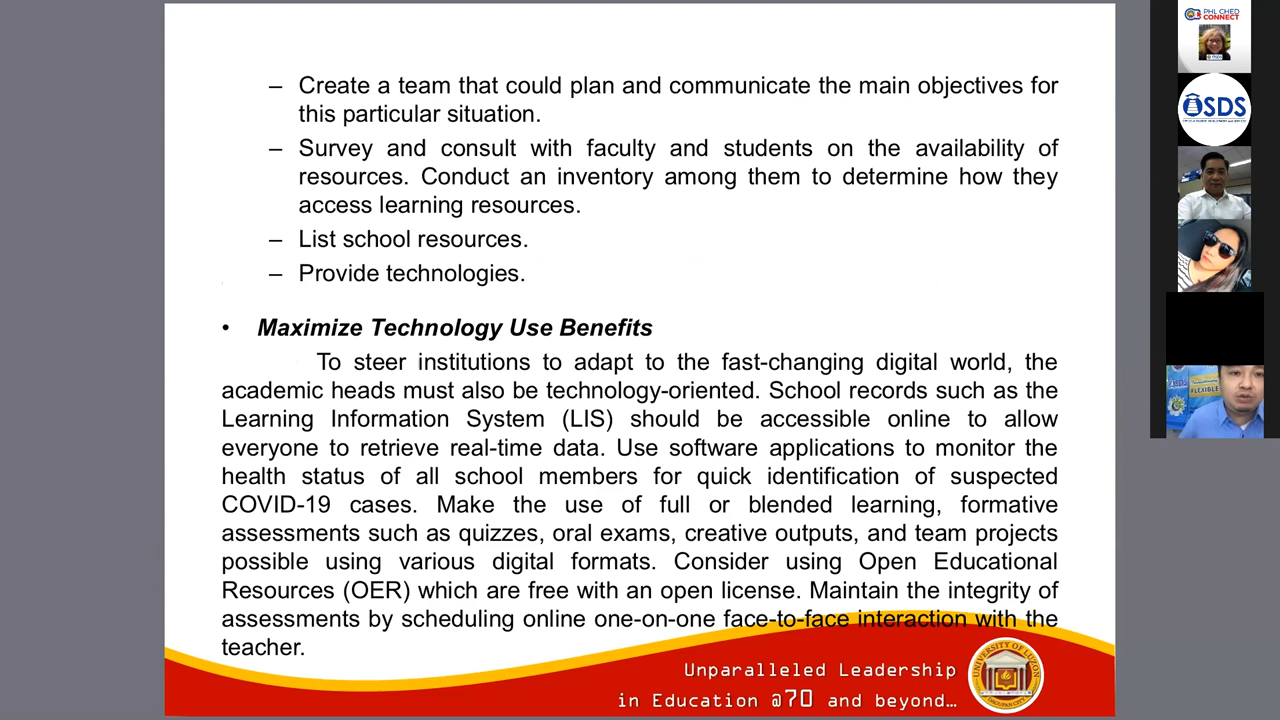 – Create a team that could plan and communicate the main objectives for
this particular situation.
– Survey and consult with faculty and students on the availability of
resources. Conduct an inventory among them to determine how they
access learning resources.
– List school resources.
– Provide technologies.
• Maximize Technology Use Benefits
To steer institutions to adapt to the fast-changing digital world, the
academic heads must also be technology-oriented. School records such as the
Learning Information System (LIS) should be accessible online to allow
everyone to retrieve real-time data. Use software applications to monitor the
health status of all school members for quick identification of suspected
COVID-19 cases. Make the use of full or blended learning, formative
assessments such as quizzes, oral exams, creative outputs, and team projects
possible using various digital formats. Consider using Open Educational
Resources (OER) which are free with an open license. Maintain the integrity of
assessments by scheduling online one-on-one face-to-face interaction with the
teacher.
Unparalleled Leadership
in Education @70 and beyond…
UNIVERSITY OF LUZON
DAGUPAN CITY
PHL CHED
CONNECT
OSDS
FLEXIBLE